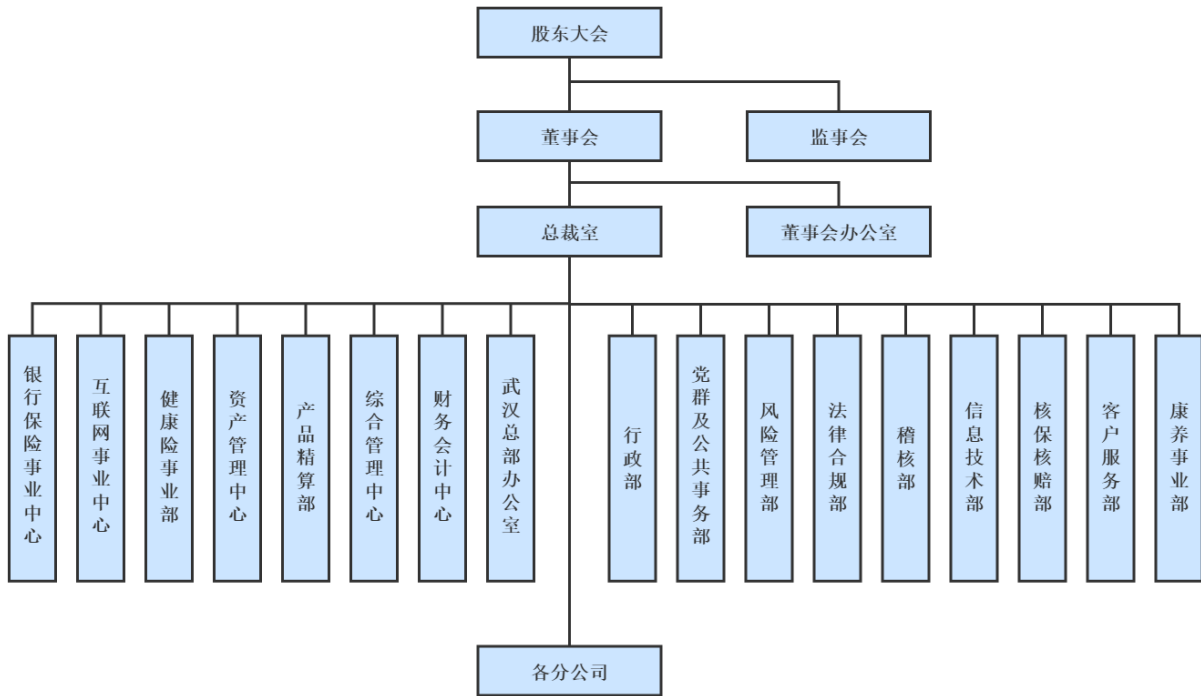 股东大会
董事会
监事会
总裁室
董事会办公室
银行保险事业中心
互联网事业中心
健康险事业部
资产管理中心
产品精算部
综合管理中心
财务会计中心
武汉总部办公室
行政部
党群及公共事务部
风险管理部
法律合规部
稽核部
信息技术部
核保核赔部
客户服务部
康养事业部
各分公司